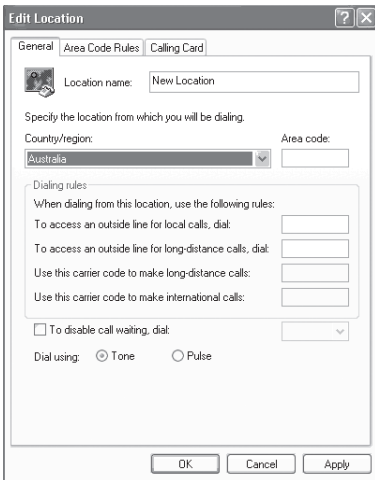 Edit Location
General Area Code Rules Calling Card
Location name: New Location
Specify the location from which you will be dialing.
Country/region: Area code:
Australia
Dialing rules
When dialing from this location, use the following rules:
To access an outside line for local calls, dial:
To access an outside line for long-distance calls, dial:
Use this carrier code to make long-distance calls:
Use this carrier code to make international calls:
To disable call waiting, dial:
Dial using: Tone Pulse
OK Cancel Apply